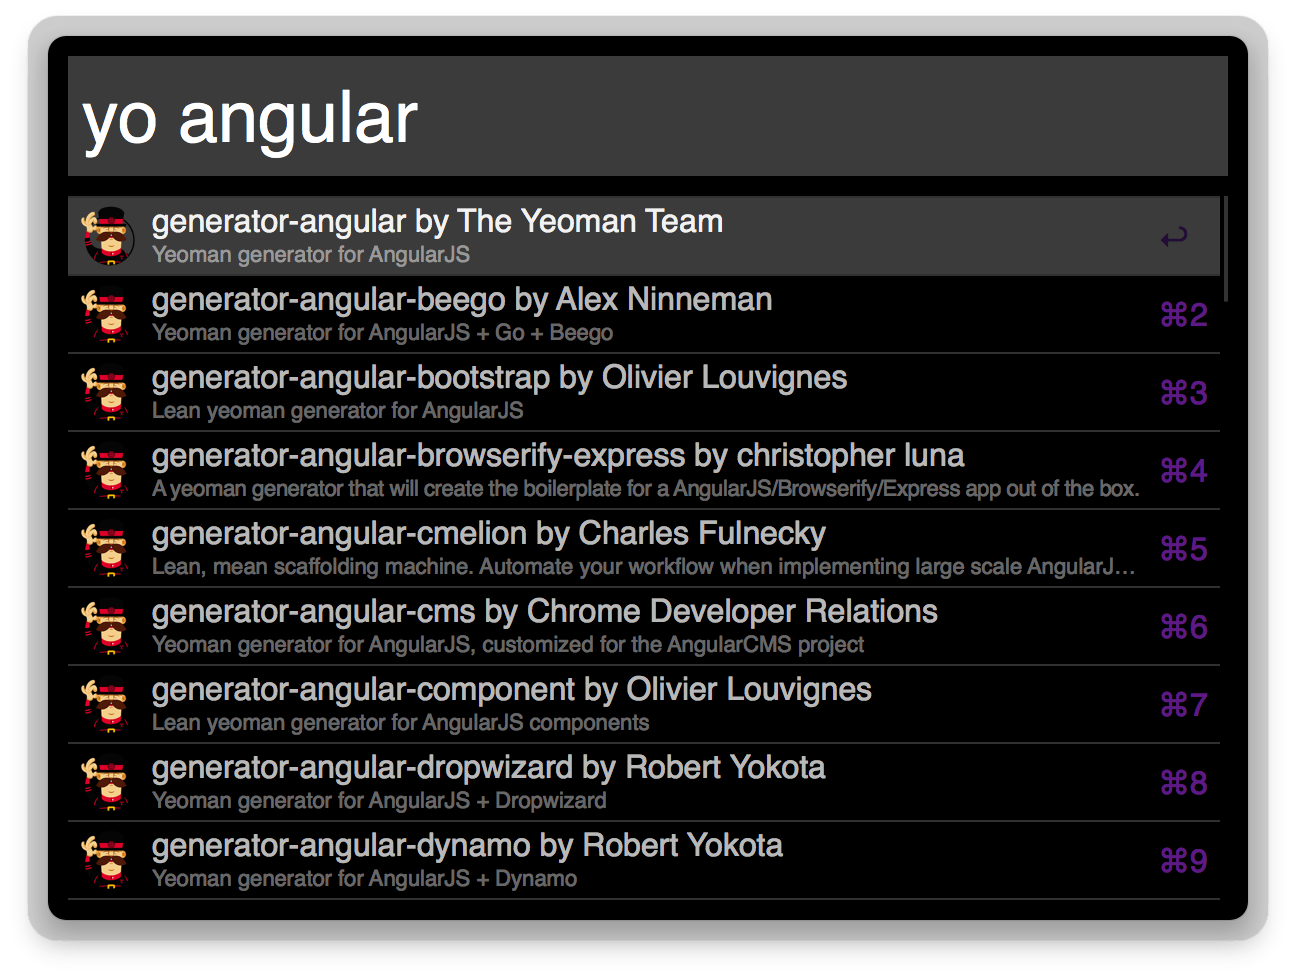 yo angular
generator-angular by The Yeoman Team
Yeoman generator for AngularJS
↩
generator-angular-beego by Alex Ninneman
Yeoman generator for AngularJS + Go + Beego
⌘2
generator-angular-bootstrap by Olivier Louvignes
Lean yeoman generator for AngularJS
⌘3
generator-angular-browserify-express by christopher luna
A yeoman generator that will create the boilerplate for a AngularJS/Browserify/Express app out of the box.
⌘4
generator-angular-cmelion by Charles Fulnecky
Lean, mean scaffolding machine. Automate your workflow when implementing large scale AngularJ…
⌘5
generator-angular-cms by Chrome Developer Relations
Yeoman generator for AngularJS, customized for the AngularCMS project
⌘6
generator-angular-component by Olivier Louvignes
Lean yeoman generator for AngularJS components
⌘7
generator-angular-dropwizard by Robert Yokota
Yeoman generator for AngularJS + Dropwizard
⌘8
generator-angular-dynamo by Robert Yokota
Yeoman generator for AngularJS + Dynamo
⌘9